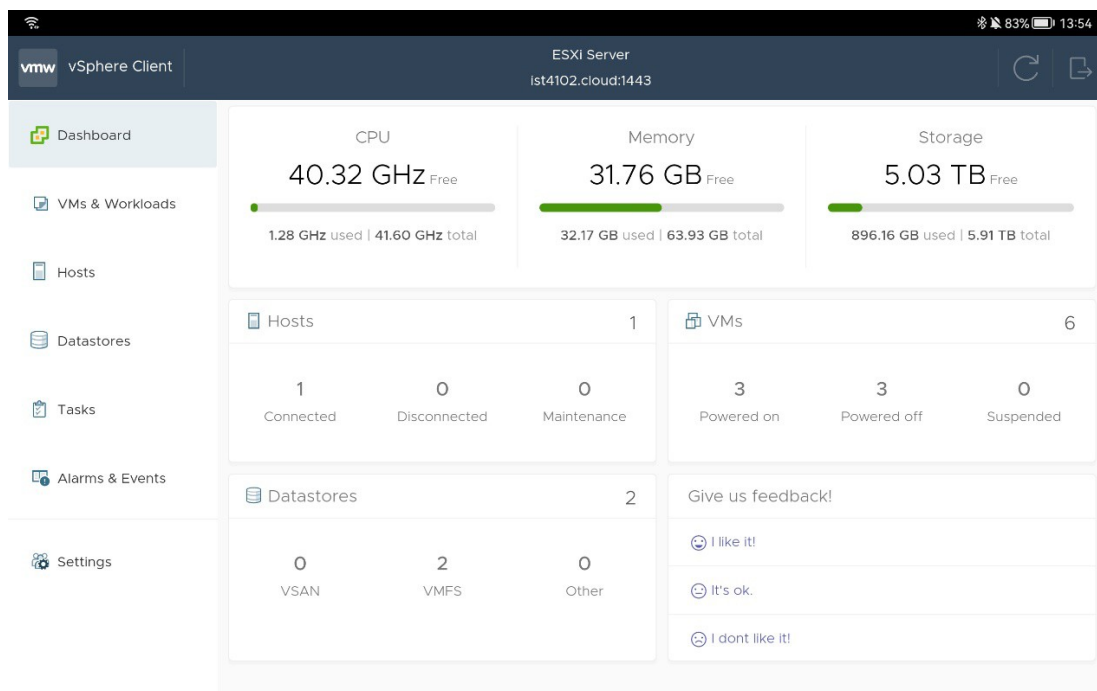 83% 13:54
vmw vSphere Client
ESXi Server
ist4102.cloud:1443
Dashboard
VMs & Workloads
Hosts
Datastores
Tasks
Alarms & Events
Settings
CPU
40.32 GHz Free
1.28 GHz used | 41.60 GHz total
Memory
31.76 GB Free
32.17 GB used | 63.93 GB total
Storage
5.03 TB Free
896.16 GB used | 5.91 TB total
Hosts 1
1 0 0
Connected Disconnected Maintenance
VMs 6
3 3 0
Powered on Powered off Suspended
Datastores 2
0 2 0
VSAN VMFS Other
Give us feedback!
I like it!
It's ok.
I dont like it!